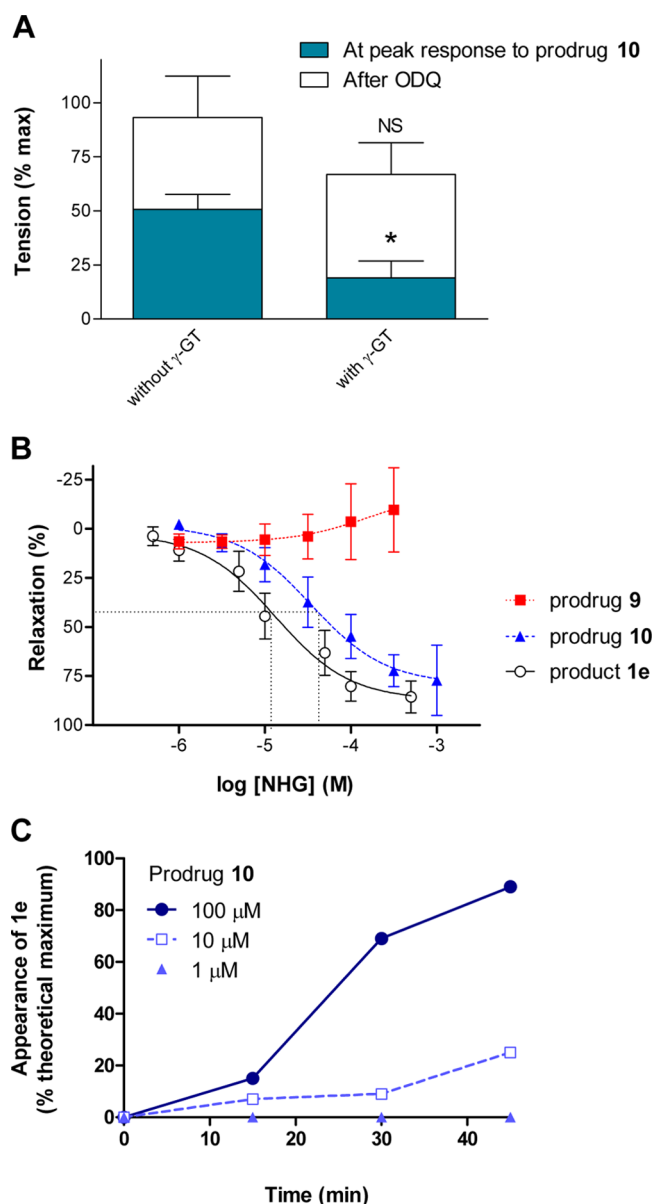 A
At peak response to prodrug 10
After ODQ
Tension (% max)
100
75
50
25
0
NS
*
without γ-GT
with γ-GT
B
Relaxation (%)
-25
0
25
50
75
100
-6
-5
-4
-3
log [NHG] (M)
prodrug 9
prodrug 10
product 1e
C
Appearance of 1e
(% theoretical maximum)
100
80
60
40
20
0
Prodrug 10
100 μM
10 μM
1 μM
0
10
20
30
40
Time (min)